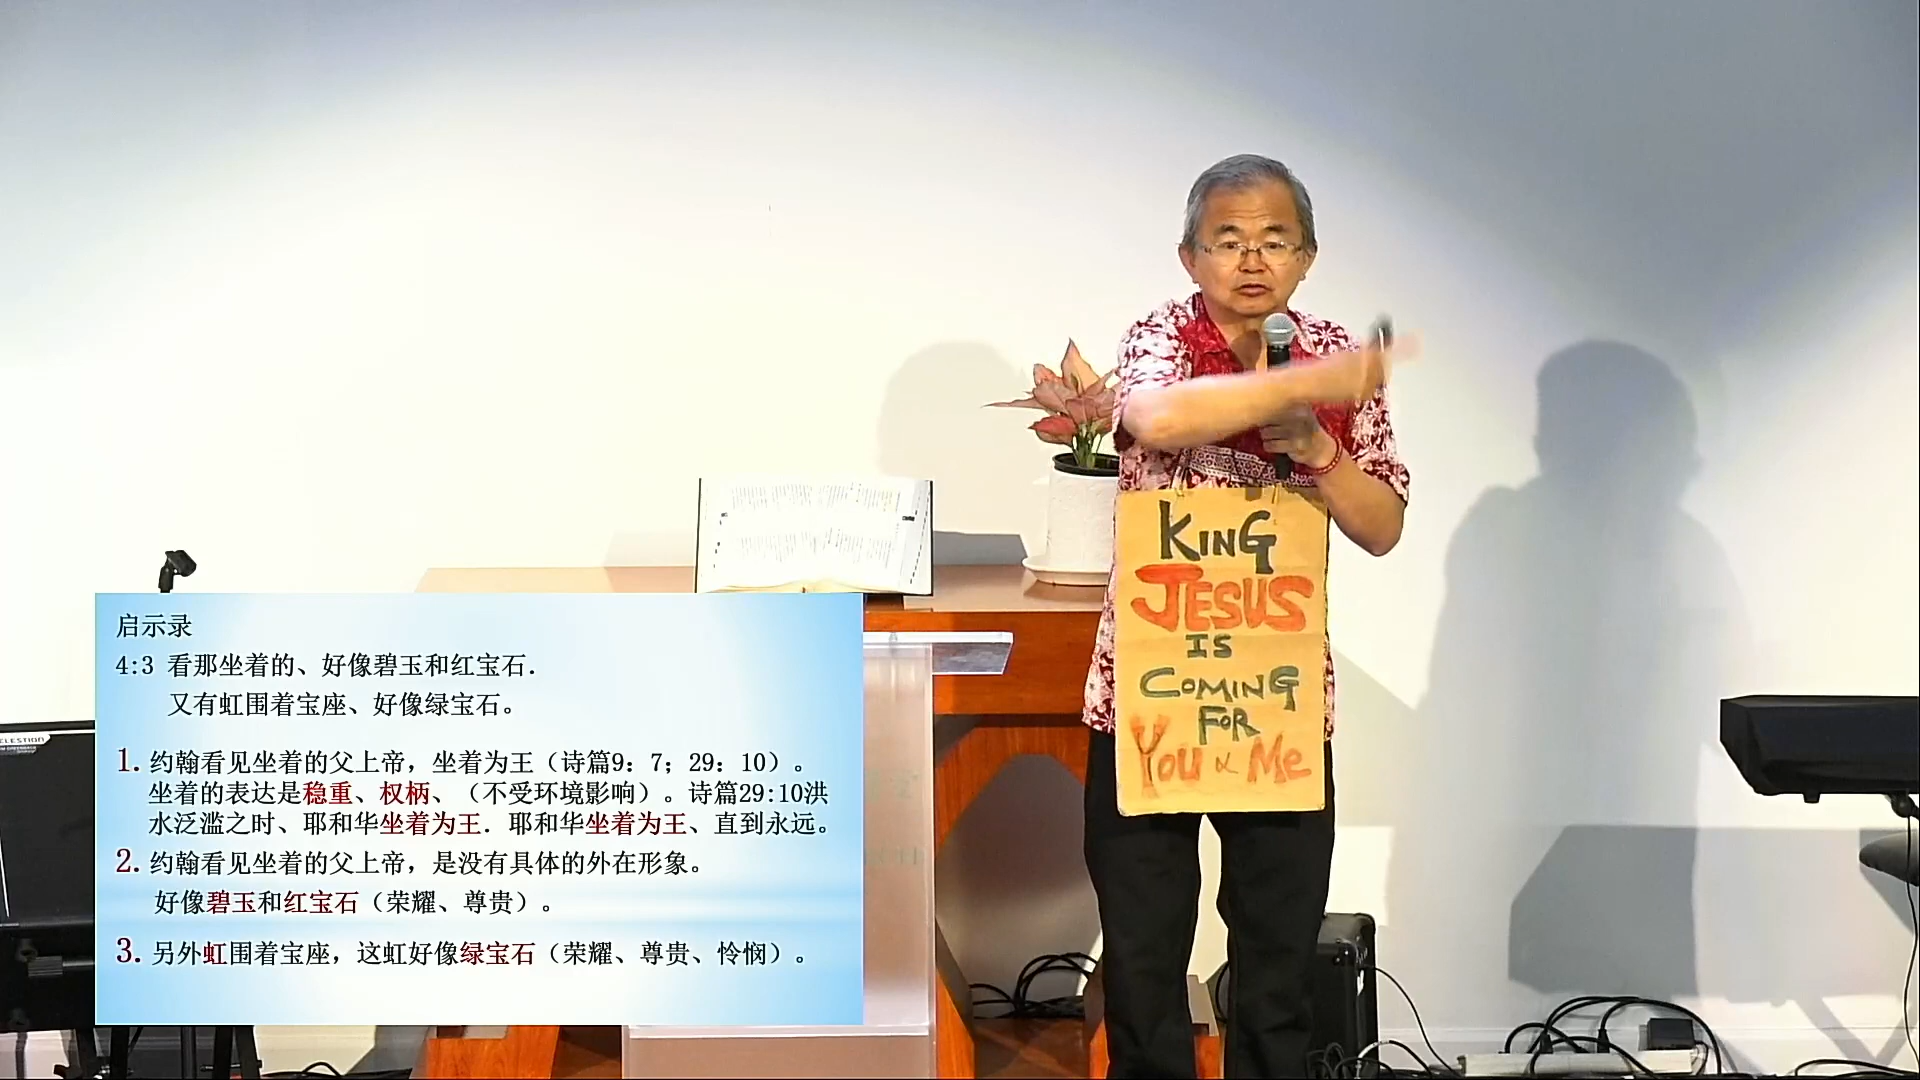 启示录
4:3 看那坐着的、好像碧玉和红宝石．
又有虹围着宝座、好像绿宝石。
1. 约翰看见坐着的父上帝，坐着为王（诗篇9：7；29：10）。
坐着的表达是稳重、权柄、（不受环境影响）。诗篇29:10洪
水泛滥之时、耶和华坐着为王．耶和华坐着为王、直到永远。
2. 约翰看见坐着的父上帝，是没有具体的外在形象。
好像碧玉和红宝石（荣耀、尊贵）。
3. 另外虹围着宝座，这虹好像绿宝石（荣耀、尊贵、怜悯）。
KING
JESUS
IS
COMING
FOR
YOU & ME